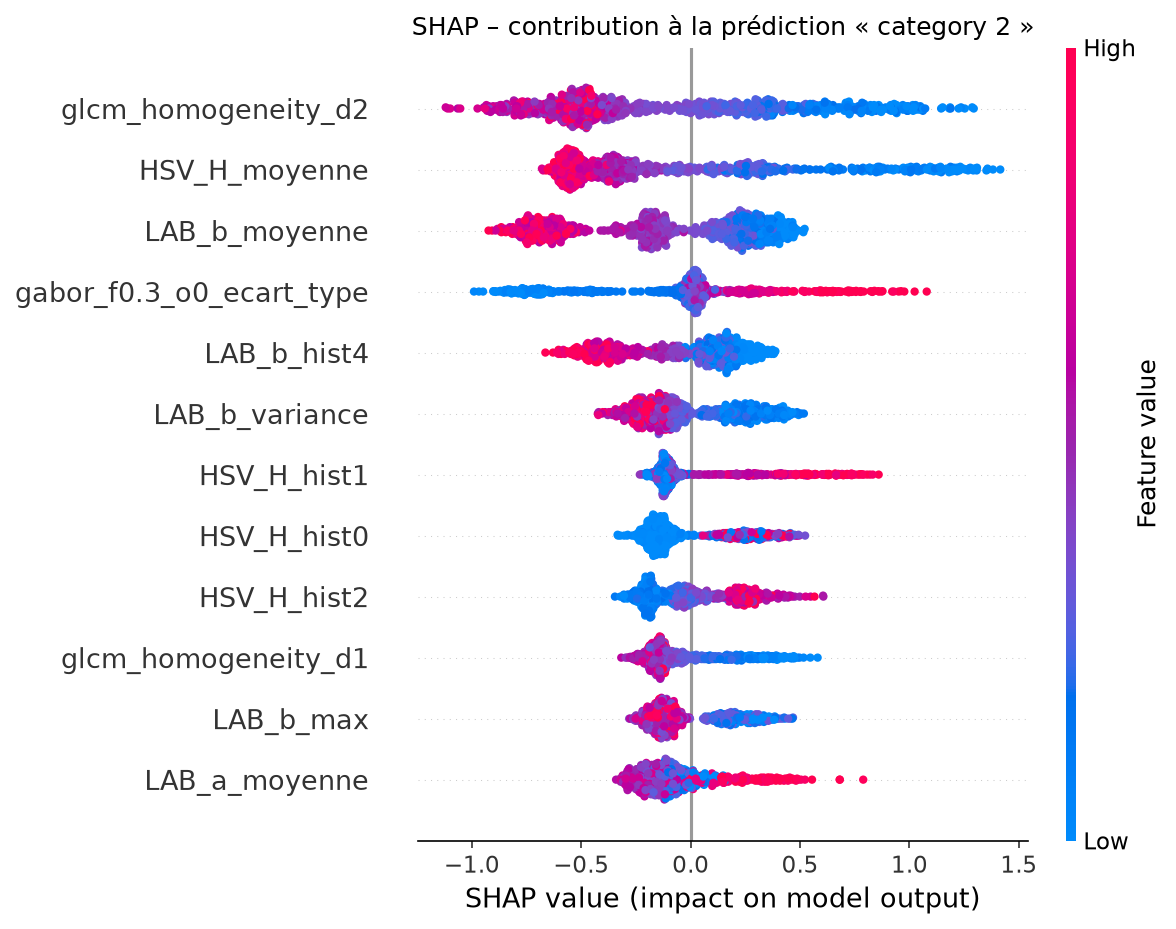 SHAP – contribution à la prédiction « category 2 »
High
glcm_homogeneity_d2
HSV_H_moyenne
LAB_b_moyenne
gabor_f0.3_o0_ecart_type
LAB_b_hist4
LAB_b_variance
HSV_H_hist1
HSV_H_hist0
HSV_H_hist2
glcm_homogeneity_d1
LAB_b_max
LAB_a_moyenne
Feature value
Low
−1.0 −0.5 0.0 0.5 1.0 1.5
SHAP value (impact on model output)